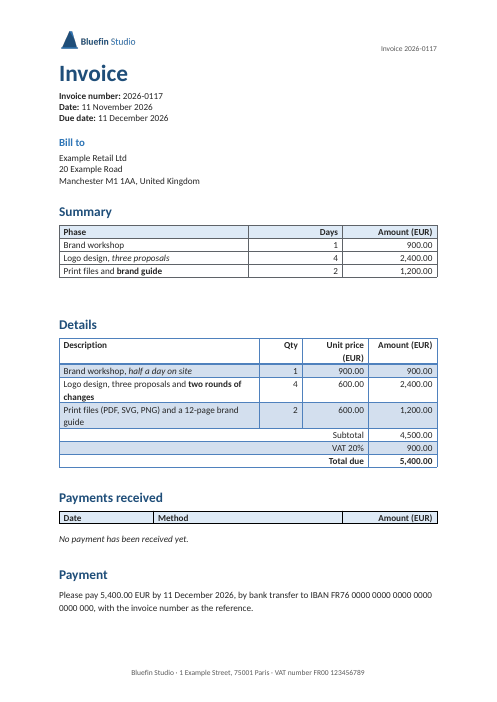 Bluefin Studio
Invoice 2026-0117
Invoice
Invoice number: 2026-0117
Date: 11 November 2026
Due date: 11 December 2026
Bill to
Example Retail Ltd
20 Example Road
Manchester M1 1AA, United Kingdom
Summary
Phase Days Amount (EUR)
Brand workshop 1 900.00
Logo design, three proposals 4 2,400.00
Print files and brand guide 2 1,200.00
Details
Description Qty Unit price Amount (EUR)
(EUR)
Brand workshop, half a day on site 1 900.00 900.00
Logo design, three proposals and two rounds of 4 600.00 2,400.00
changes
Print files (PDF, SVG, PNG) and a 12-page brand 2 600.00 1,200.00
guide
Subtotal 4,500.00
VAT 20% 900.00
Total due 5,400.00
Payments received
Date Method Amount (EUR)
No payment has been received yet.
Payment
Please pay 5,400.00 EUR by 11 December 2026, by bank transfer to IBAN FR76 0000 0000 0000 0000
0000 000, with the invoice number as the reference.
Bluefin Studio · 1 Example Street, 75001 Paris · VAT number FR00 123456789